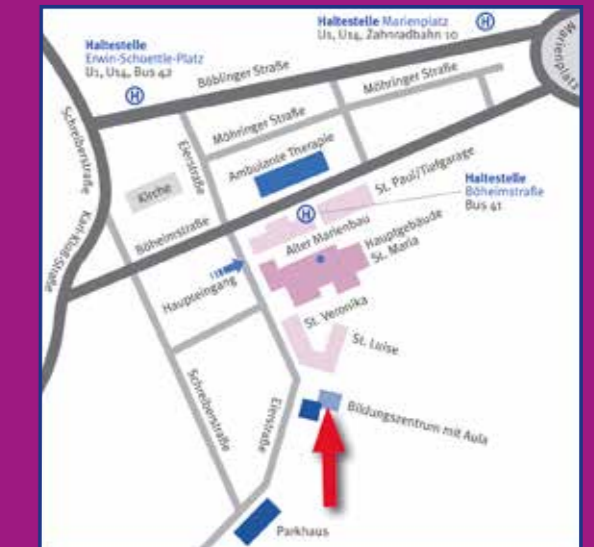 Haltestelle Marienplatz
U1, U14, Zahnradbahn 10
Marienplatz
Haltestelle
Erwin-Schoettle-Platz
U1, U14, Bus 42
Böblinger Straße
Möhringer Straße
Möhringer Straße
Schreiberstraße
Karl-Kloß-Straße
Eierstraße
Kirche
Ambulante Therapie
St. Paul/Tiefgarage
Haltestelle
Böheimstraße
Bus 41
Böheimstraße
Alter Marienbau
Hauptgebäude
St. Maria
Haupteingang
St. Veronika
St. Luise
Schreiberstraße
Eierstraße
Bildungszentrum mit Aula
Parkhaus
H
H
H